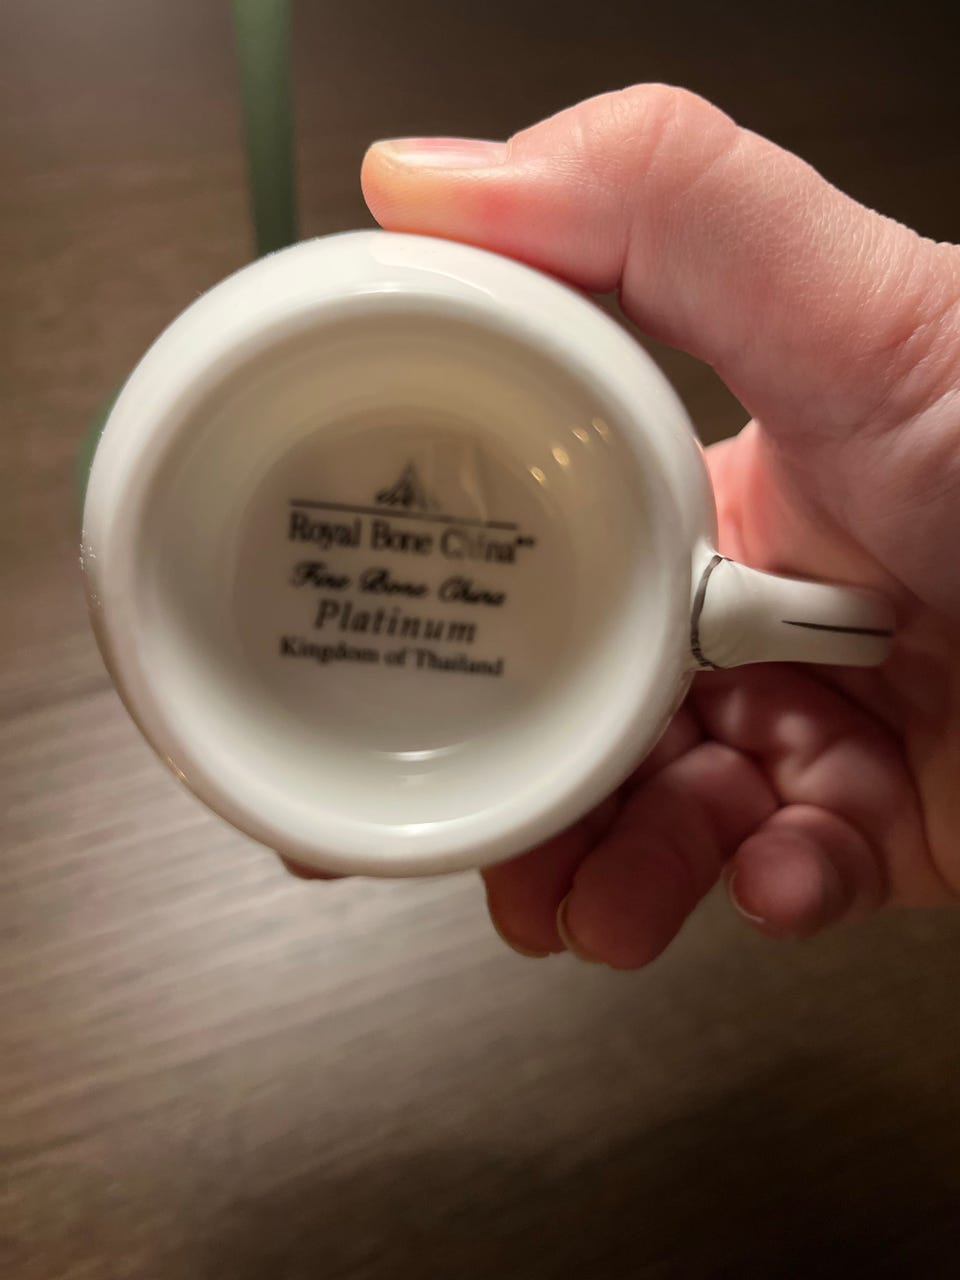 Royal Bone China
Fine Bone China
Platinum
Kingdom of Thailand